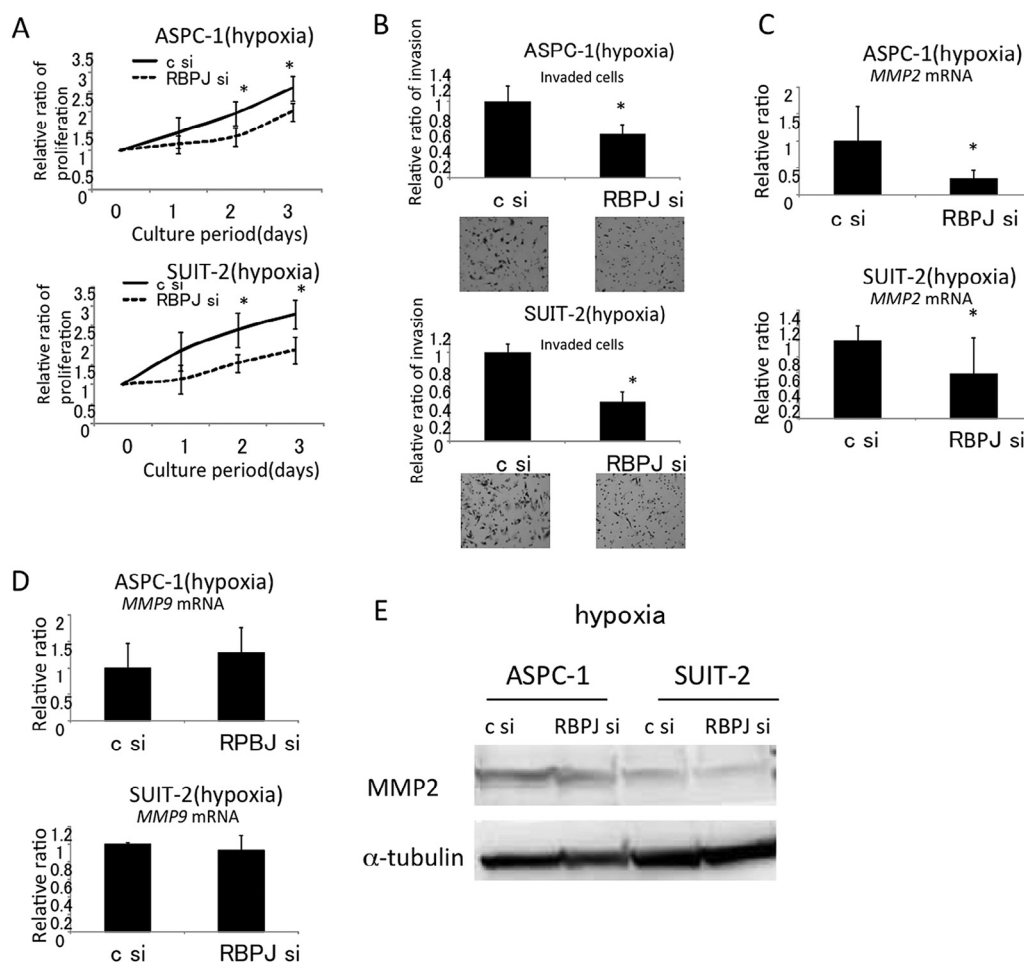 A
ASPC-1(hypoxia)
c si
RBPJ si
*
*
Relative ratio of
proliferation
3.5
3
2.5
2
1.5
1
0.5
0
0 1 2 3
Culture period(days)
SUIT-2(hypoxia)
c si
RBPJ si
*
*
Relative ratio of
proliferation
3.5
3
2.5
2
1.5
1
0.5
0
0 1 2 3
Culture period(days)
B
ASPC-1(hypoxia)
Invaded cells
*
Relative ratio of invasion
1.4
1.2
1
0.8
0.6
0.4
0.2
0
c si RBPJ si
SUIT-2(hypoxia)
Invaded cells
*
Relative ratio of invasion
1.2
1
0.8
0.6
0.4
0.2
0
c si RBPJ si
C
ASPC-1(hypoxia)
MMP2 mRNA
*
Relative ratio
2
1.5
1
0.5
0
c si RBPJ si
SUIT-2(hypoxia)
MMP2 mRNA
*
Relative ratio
1.4
1.2
1
0.8
0.6
0.4
0.2
0
c si RBPJ si
D
ASPC-1(hypoxia)
MMP9 mRNA
Relative ratio
2
1.5
1
0.5
0
c si RPBJ si
SUIT-2(hypoxia)
MMP9 mRNA
Relative ratio
1.2
1
0.8
0.6
0.4
0.2
0
c si RBPJ si
E
hypoxia
ASPC-1 SUIT-2
c si RBPJ si c si RBPJ si
MMP2
α-tubulin